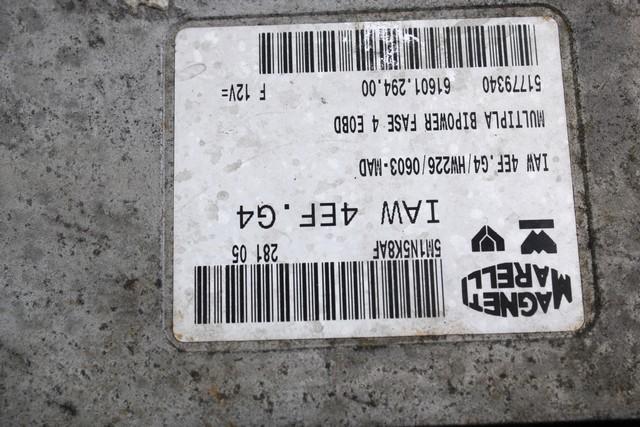 MAGNETI
MARELLI
5M1N5K8AF 281 05
IAW 4EF.G4
IAW 4EF.G4/HW226/0603-MAD
MULTIPLA BIPOWER FASE 4 EOBD
51779340 61601.294.00 F 12V=